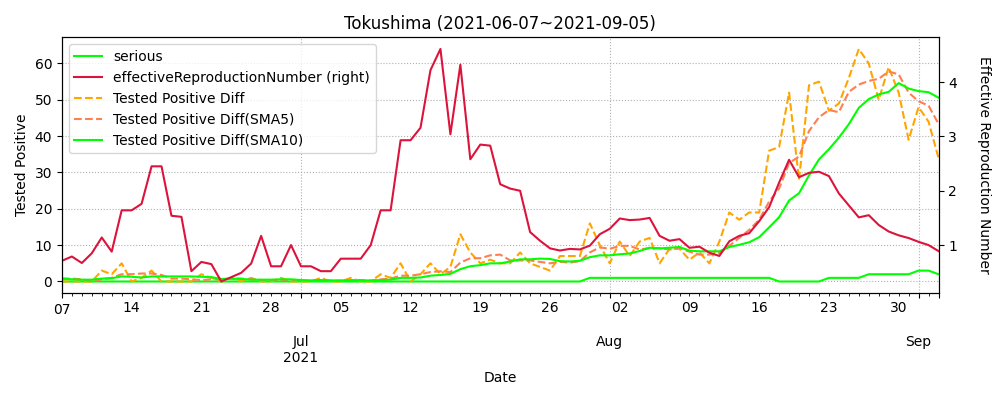 Tokushima (2021-06-07~2021-09-05)
serious
effectiveReproductionNumber (right)
Tested Positive Diff
Tested Positive Diff(SMA5)
Tested Positive Diff(SMA10)
Tested Positive
60
50
40
30
20
10
0
4
3
2
1
Effective Reproduction Number
07 14 21 28 05 12 19 26 02 09 16 23 30
Jul Aug Sep
2021
Date